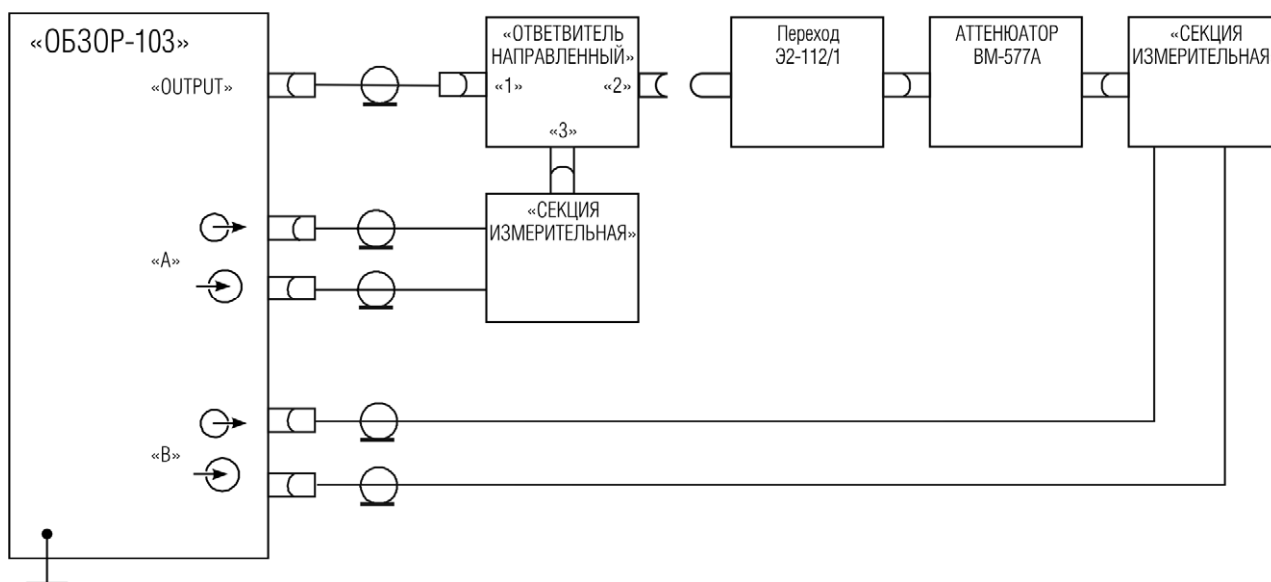 «ОБЗОР-103»
«OUTPUT»
«А»
«В»
«ОТВЕТВИТЕЛЬ
НАПРАВЛЕННЫЙ»
«1»
«2»
«3»
«СЕКЦИЯ
ИЗМЕРИТЕЛЬНАЯ»
Переход
Э2-112/1
АТТЕНЮАТОР
ВМ-577А
«СЕКЦИЯ
ИЗМЕРИТЕЛЬНАЯ